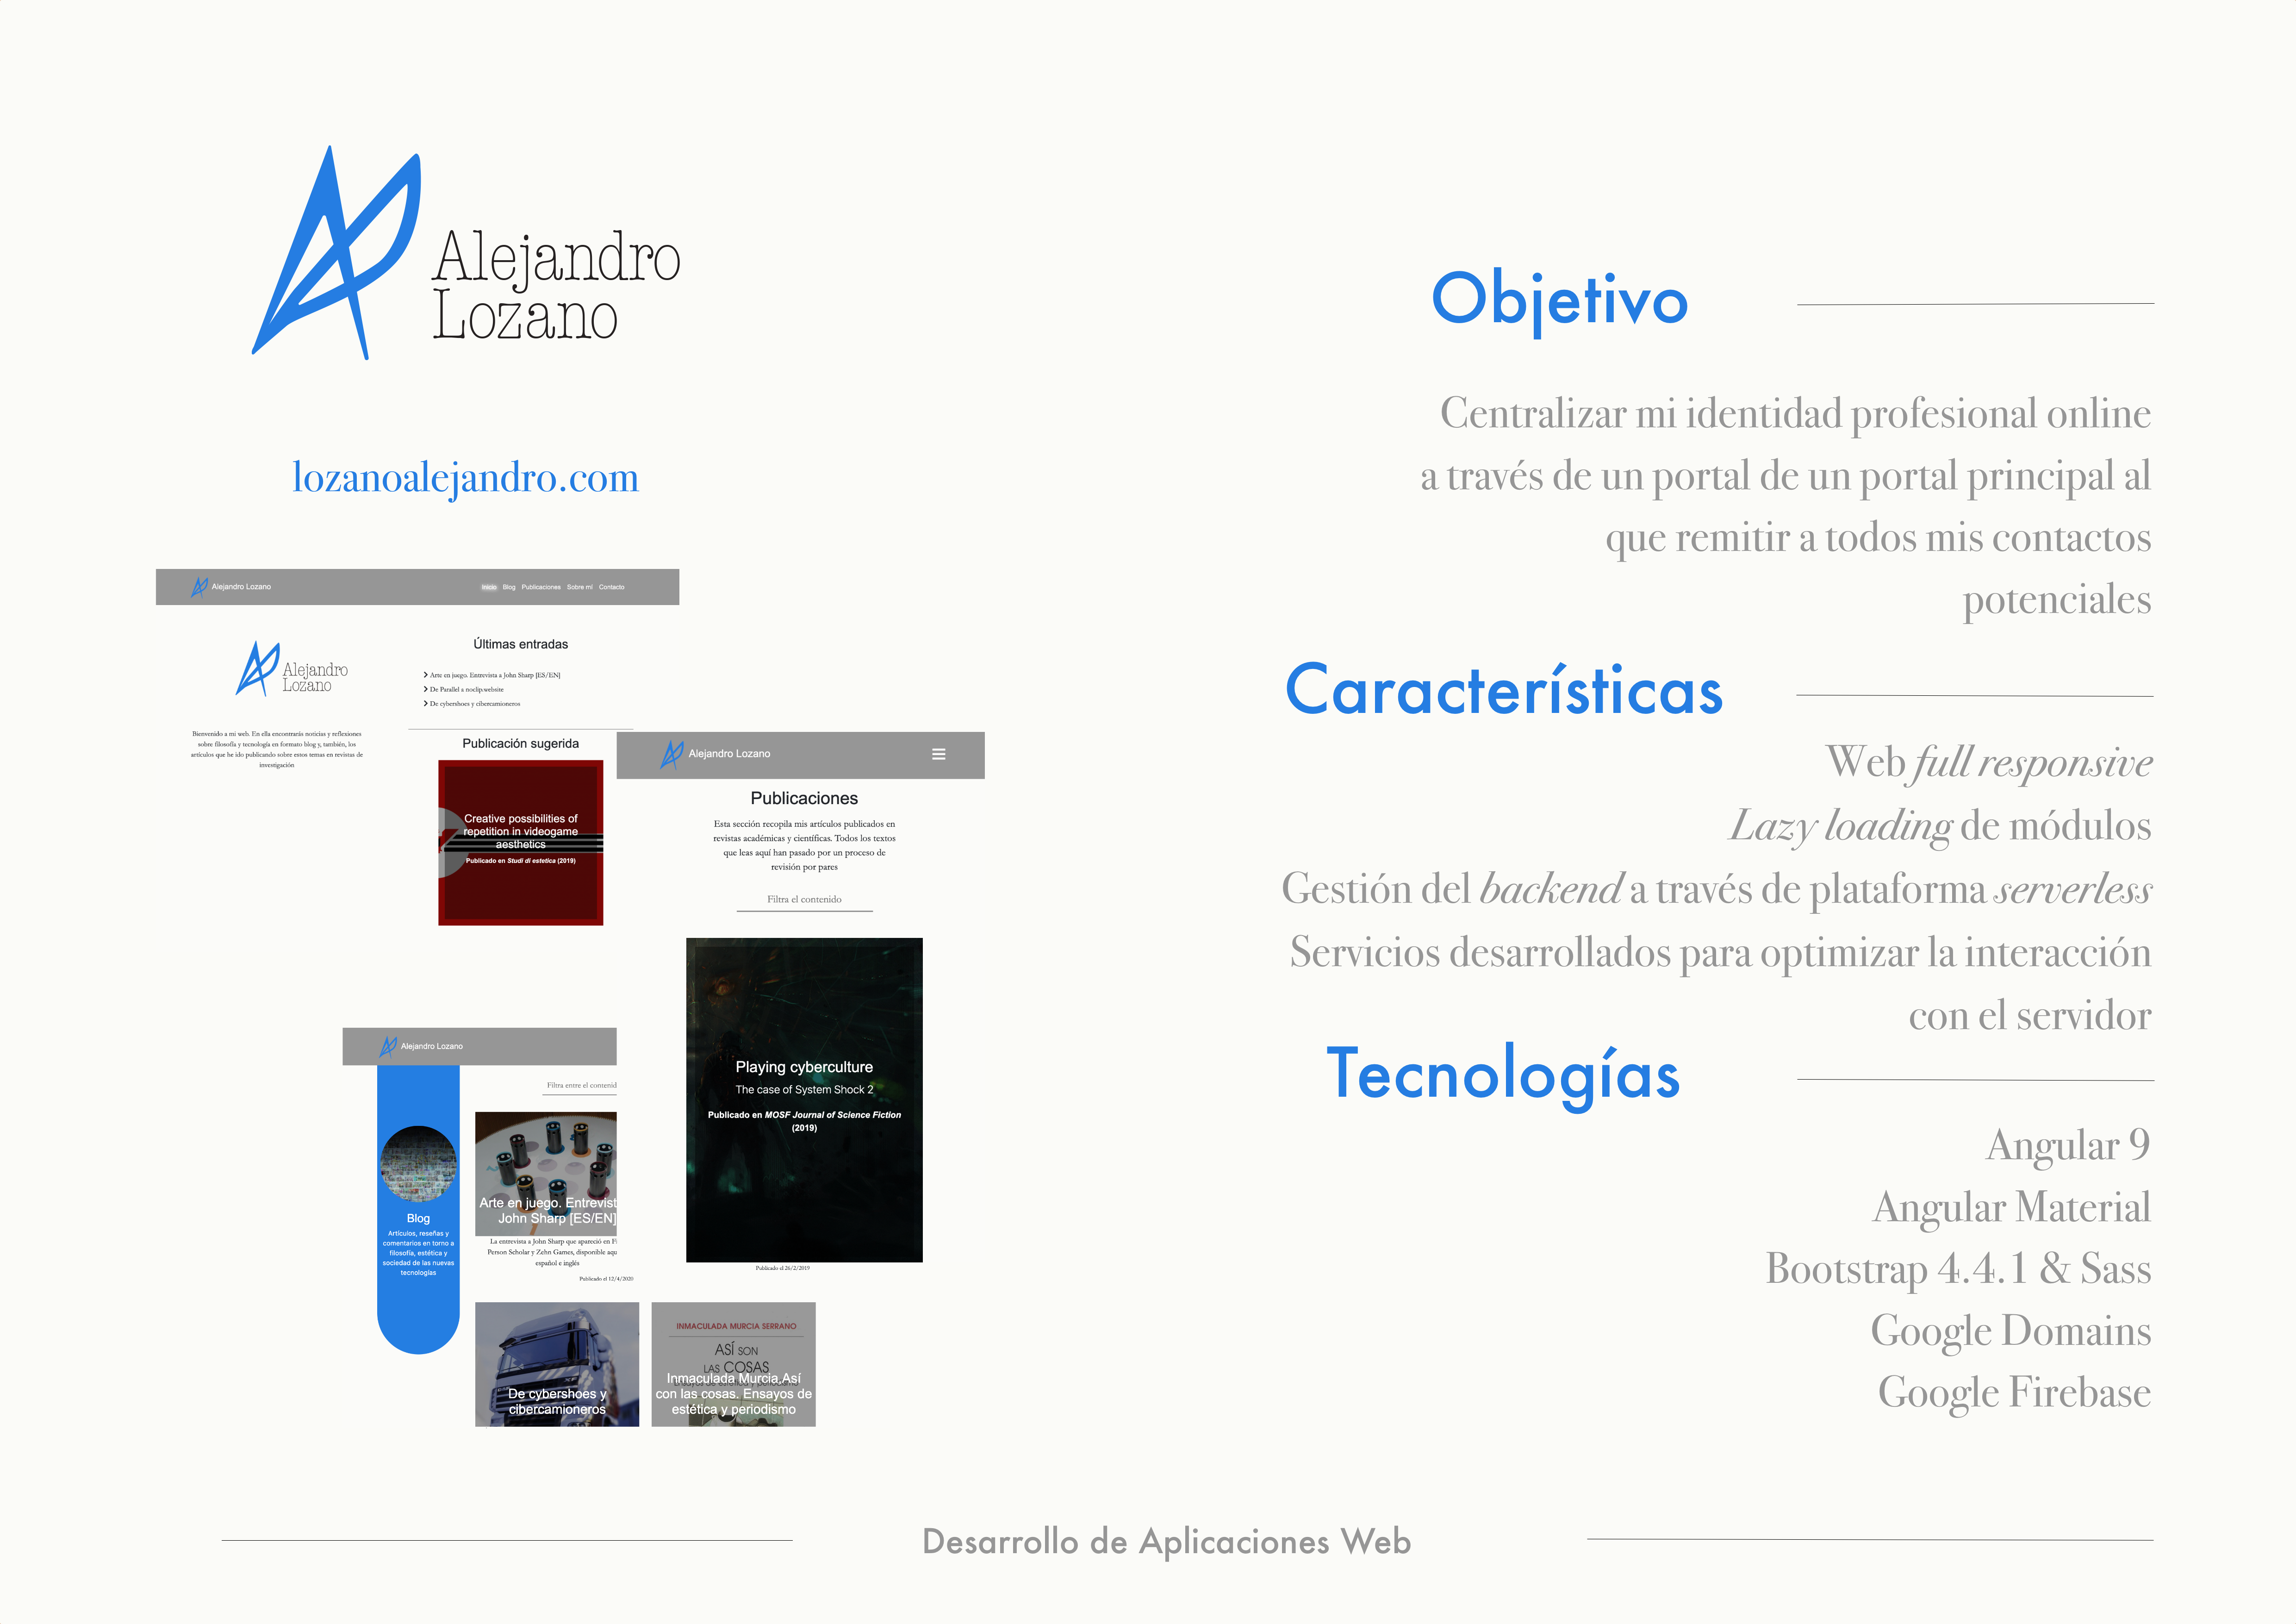 Alejandro
Lozano
lozanoalejandro.com
Alejandro Lozano
Inicio Blog Publicaciones Sobre mí Contacto
Alejandro
Lozano
Bienvenido a mi web. En ella encontrarás noticias y reflexiones
sobre filosofía y tecnología en formato blog y, también, los
artículos que he ido publicando sobre estos temas en revistas de
investigación
Últimas entradas
Arte en juego. Entrevista a John Sharp [ES/EN]
De Parallel a noclip.website
De cybershoes y cibercamioneros
Publicación sugerida
Creative possibilities of
repetition in videogame
aesthetics
Publicado en Studi di estetica (2019)
Alejandro Lozano
Publicaciones
Esta sección recopila mis artículos publicados en
revistas académicas y científicas. Todos los textos
que leas aquí han pasado por un proceso de
revisión por pares
Filtra el contenido
Playing cyberculture
The case of System Shock 2
Publicado en MOSF Journal of Science Fiction
(2019)
Publicado el 26/2/2019
Alejandro Lozano
Blog
Artículos, reseñas y
comentarios en torno a
filosofía, estética y
sociedad de las nuevas
tecnologías
Filtra entre el contenid
Arte en juego. Entrevist
John Sharp [ES/EN]
La entrevista a John Sharp que apareció en Fi
Person Scholar y Zehn Games, disponible aqu
español e inglés
Publicado el 12/4/2020
De cybershoes y
cibercamioneros
INMACULADA MURCIA SERRANO
ASÍ SON
LAS COSAS
Inmaculada Murcia,Así
con las cosas. Ensayos de
estética y periodismo
Objetivo
Centralizar mi identidad profesional online
a través de un portal de un portal principal al
que remitir a todos mis contactos
potenciales
Características
Web full responsive
Lazy loading de módulos
Gestión del backend a través de plataforma serverless
Servicios desarrollados para optimizar la interacción
con el servidor
Tecnologías
Angular 9
Angular Material
Bootstrap 4.4.1 & Sass
Google Domains
Google Firebase
Desarrollo de Aplicaciones Web